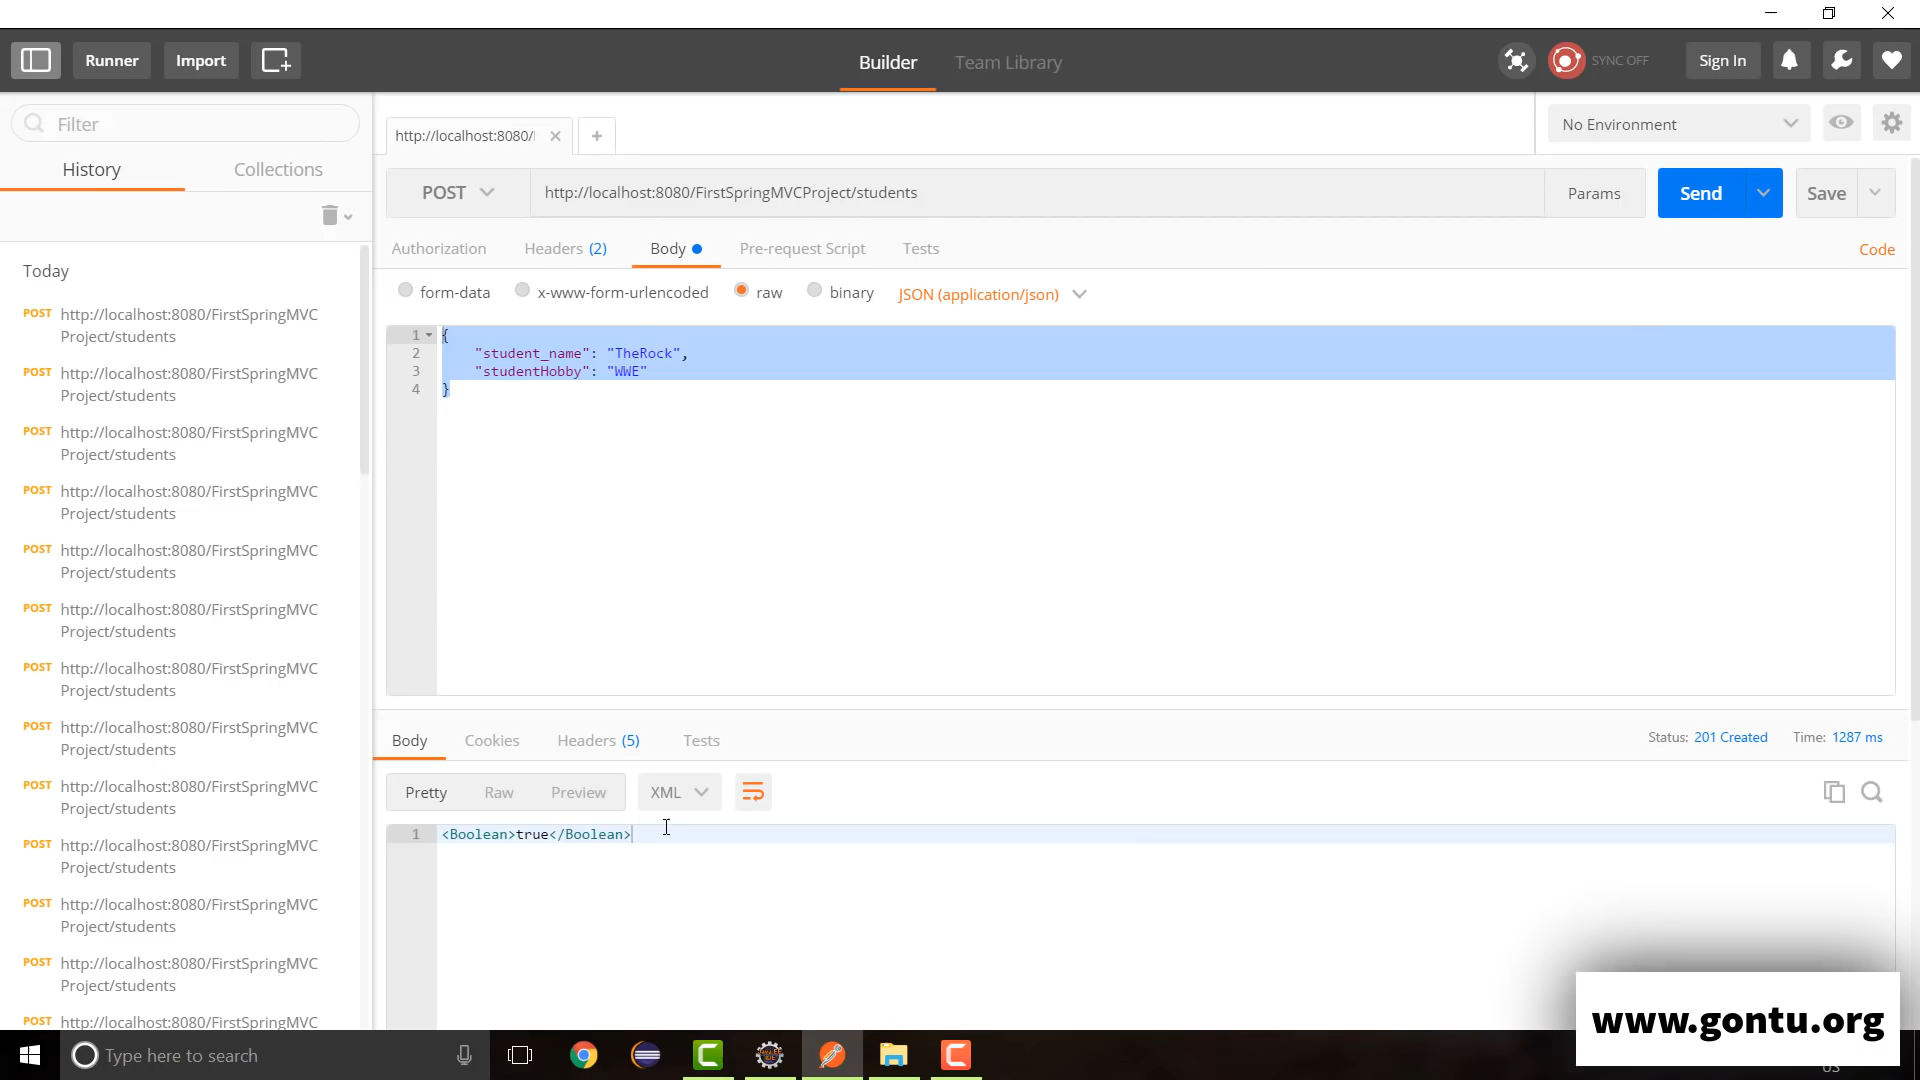 Runner
Import
Builder
Team Library
SYNC OFF
Sign In
Filter
History
Collections
Today
POST http://localhost:8080/FirstSpringMVC
Project/students
POST http://localhost:8080/FirstSpringMVC
Project/students
POST http://localhost:8080/FirstSpringMVC
Project/students
POST http://localhost:8080/FirstSpringMVC
Project/students
POST http://localhost:8080/FirstSpringMVC
Project/students
POST http://localhost:8080/FirstSpringMVC
Project/students
POST http://localhost:8080/FirstSpringMVC
Project/students
POST http://localhost:8080/FirstSpringMVC
Project/students
POST http://localhost:8080/FirstSpringMVC
Project/students
POST http://localhost:8080/FirstSpringMVC
Project/students
POST http://localhost:8080/FirstSpringMVC
Project/students
POST http://localhost:8080/FirstSpringMVC
Project/students
POST http://localhost:8080/FirstSpringMVC
http://localhost:8080/
No Environment
POST
http://localhost:8080/FirstSpringMVCProject/students
Params
Send
Save
Authorization
Headers (2)
Body
Pre-request Script
Tests
Code
form-data
x-www-form-urlencoded
raw
binary
JSON (application/json)
1 {
2 "student_name": "TheRock",
3 "studentHobby": "WWE"
4 }
Body
Cookies
Headers (5)
Tests
Status: 201 Created
Time: 1287 ms
Pretty
Raw
Preview
XML
1 <Boolean>true</Boolean>
www.gontu.org
Type here to search